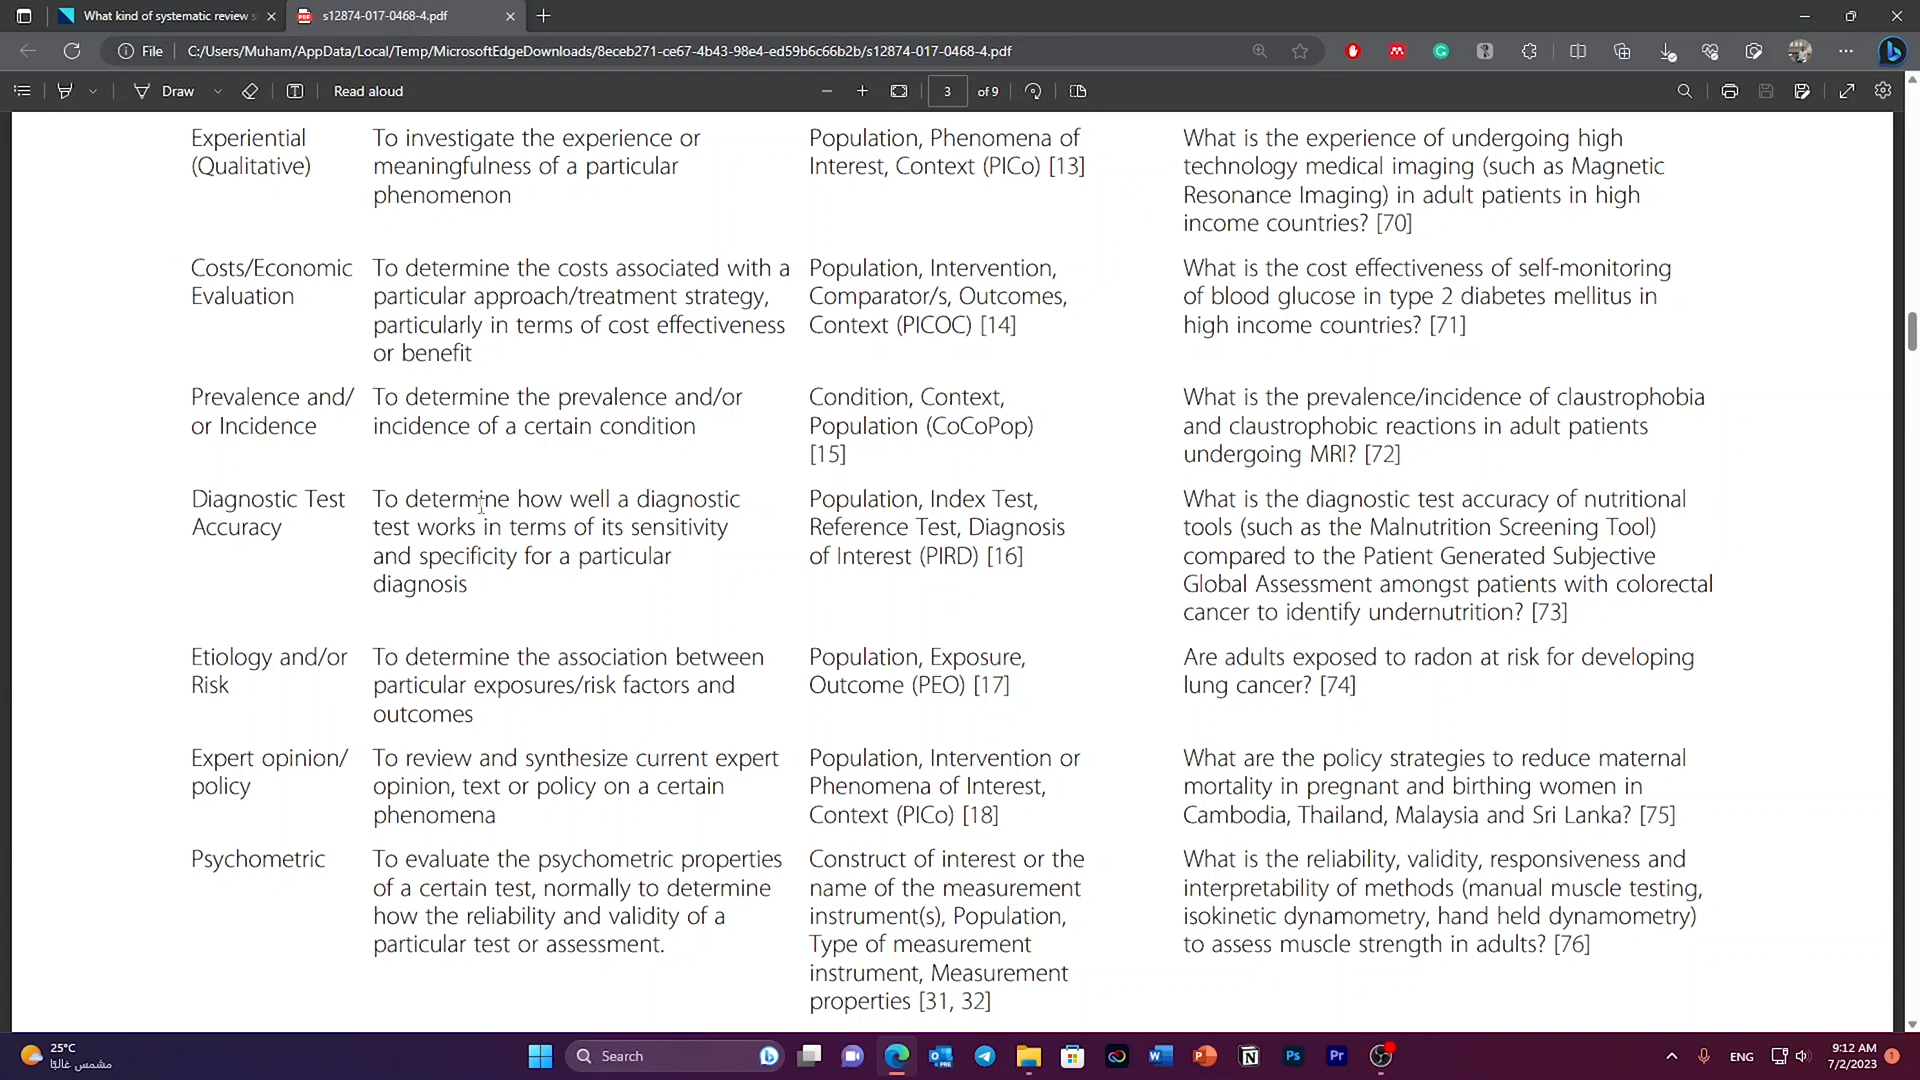 What kind of systematic review s
s12874-017-0468-4.pdf
File
C:/Users/Muham/AppData/Local/Temp/MicrosoftEdgeDownloads/8eceb271-ce67-4b43-98e4-ed59b6c66b2b/s12874-017-0468-4.pdf
Draw
Read aloud
3
of 9
Experiential
(Qualitative)
To investigate the experience or
meaningfulness of a particular
phenomenon
Population, Phenomena of
Interest, Context (PICo) [13]
What is the experience of undergoing high
technology medical imaging (such as Magnetic
Resonance Imaging) in adult patients in high
income countries? [70]
Costs/Economic
Evaluation
To determine the costs associated with a
particular approach/treatment strategy,
particularly in terms of cost effectiveness
or benefit
Population, Intervention,
Comparator/s, Outcomes,
Context (PICOC) [14]
What is the cost effectiveness of self-monitoring
of blood glucose in type 2 diabetes mellitus in
high income countries? [71]
Prevalence and/
or Incidence
To determine the prevalence and/or
incidence of a certain condition
Condition, Context,
Population (CoCoPop)
[15]
What is the prevalence/incidence of claustrophobia
and claustrophobic reactions in adult patients
undergoing MRI? [72]
Diagnostic Test
Accuracy
To determine how well a diagnostic
test works in terms of its sensitivity
and specificity for a particular
diagnosis
Population, Index Test,
Reference Test, Diagnosis
of Interest (PIRD) [16]
What is the diagnostic test accuracy of nutritional
tools (such as the Malnutrition Screening Tool)
compared to the Patient Generated Subjective
Global Assessment amongst patients with colorectal
cancer to identify undernutrition? [73]
Etiology and/or
Risk
To determine the association between
particular exposures/risk factors and
outcomes
Population, Exposure,
Outcome (PEO) [17]
Are adults exposed to radon at risk for developing
lung cancer? [74]
Expert opinion/
policy
To review and synthesize current expert
opinion, text or policy on a certain
phenomena
Population, Intervention or
Phenomena of Interest,
Context (PICo) [18]
What are the policy strategies to reduce maternal
mortality in pregnant and birthing women in
Cambodia, Thailand, Malaysia and Sri Lanka? [75]
Psychometric
To evaluate the psychometric properties
of a certain test, normally to determine
how the reliability and validity of a
particular test or assessment.
Construct of interest or the
name of the measurement
instrument(s), Population,
Type of measurement
instrument, Measurement
properties [31, 32]
What is the reliability, validity, responsiveness and
interpretability of methods (manual muscle testing,
isokinetic dynamometry, hand held dynamometry)
to assess muscle strength in adults? [76]
25°C
مشمس غالبًا
Search
ENG
9:12 AM
7/2/2023